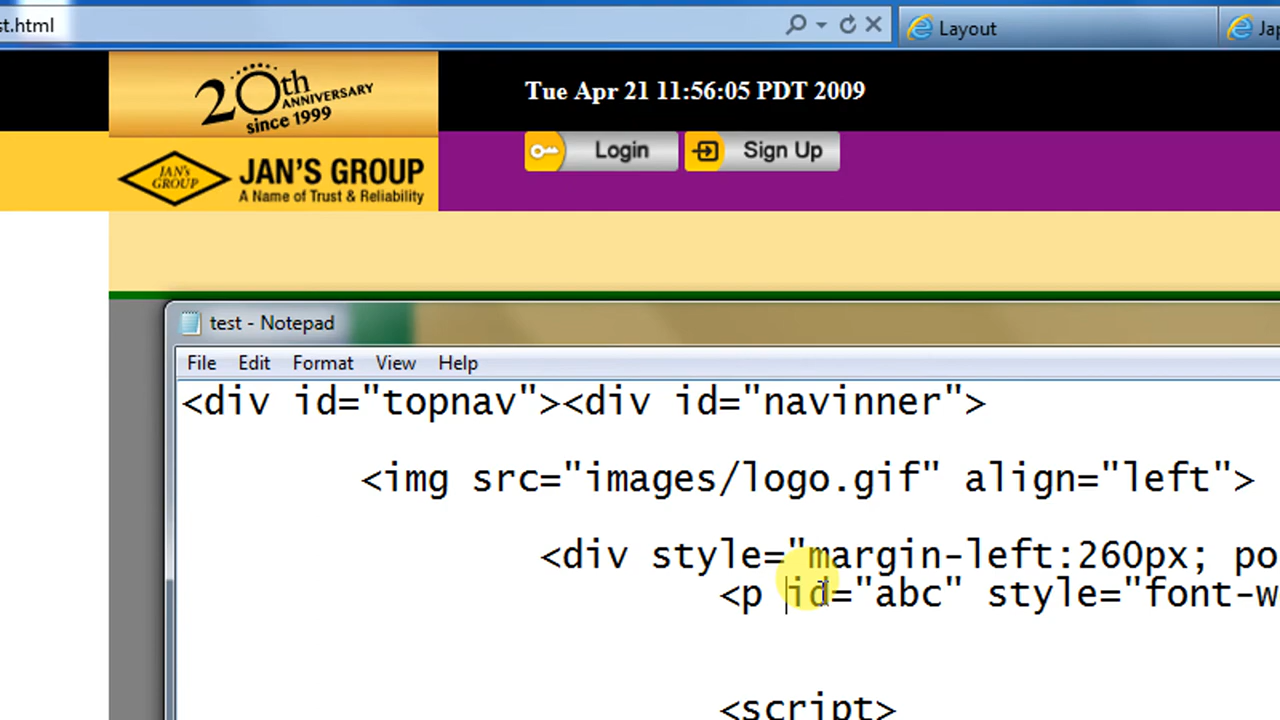 st.html
Layout
Jap
20th
ANNIVERSARY
since 1999
Tue Apr 21 11:56:05 PDT 2009
Login
Sign Up
JAN'S
GROUP
JAN'S GROUP
A Name of Trust & Reliability
test - Notepad
File Edit Format View Help
<div id="topnav"><div id="navinner">
<img src="images/logo.gif" align="left">
<div style="margin-left:260px; po
<p id="abc" style="font-w
<script>